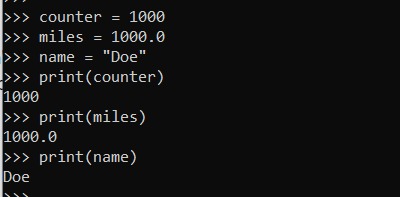 >>> counter = 1000
>>> miles = 1000.0
>>> name = "Doe"
>>> print(counter)
1000
>>> print(miles)
1000.0
>>> print(name)
Doe
>>>